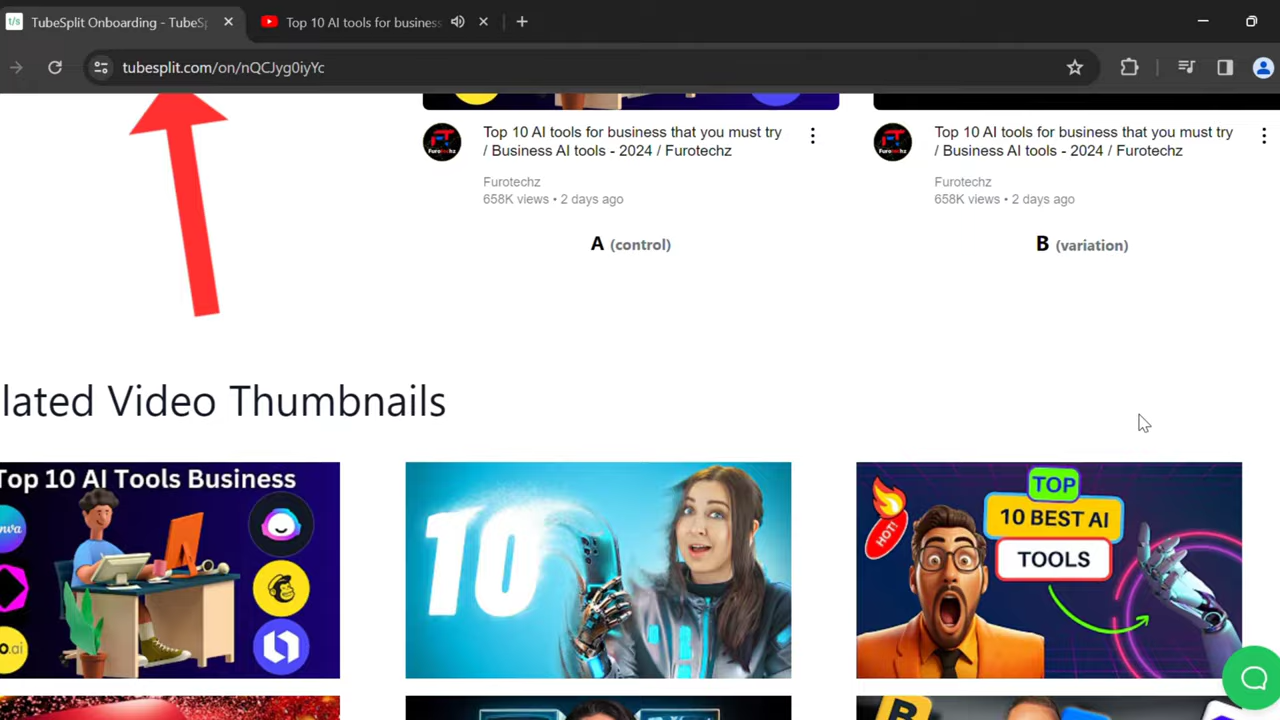 t/s TubeSplit Onboarding - TubeSp
Top 10 AI tools for business
tubesplit.com/on/nQCJyg0iyYc
Top 10 AI tools for business that you must try
/ Business AI tools - 2024 / Furotechz
Furotechz
658K views • 2 days ago
A (control)
Top 10 AI tools for business that you must try
/ Business AI tools - 2024 / Furotechz
Furotechz
658K views • 2 days ago
B (variation)
lated Video Thumbnails
Top 10 AI Tools Business
nva
o.ai
10
HOT!
TOP
10 BEST AI
TOOLS
B